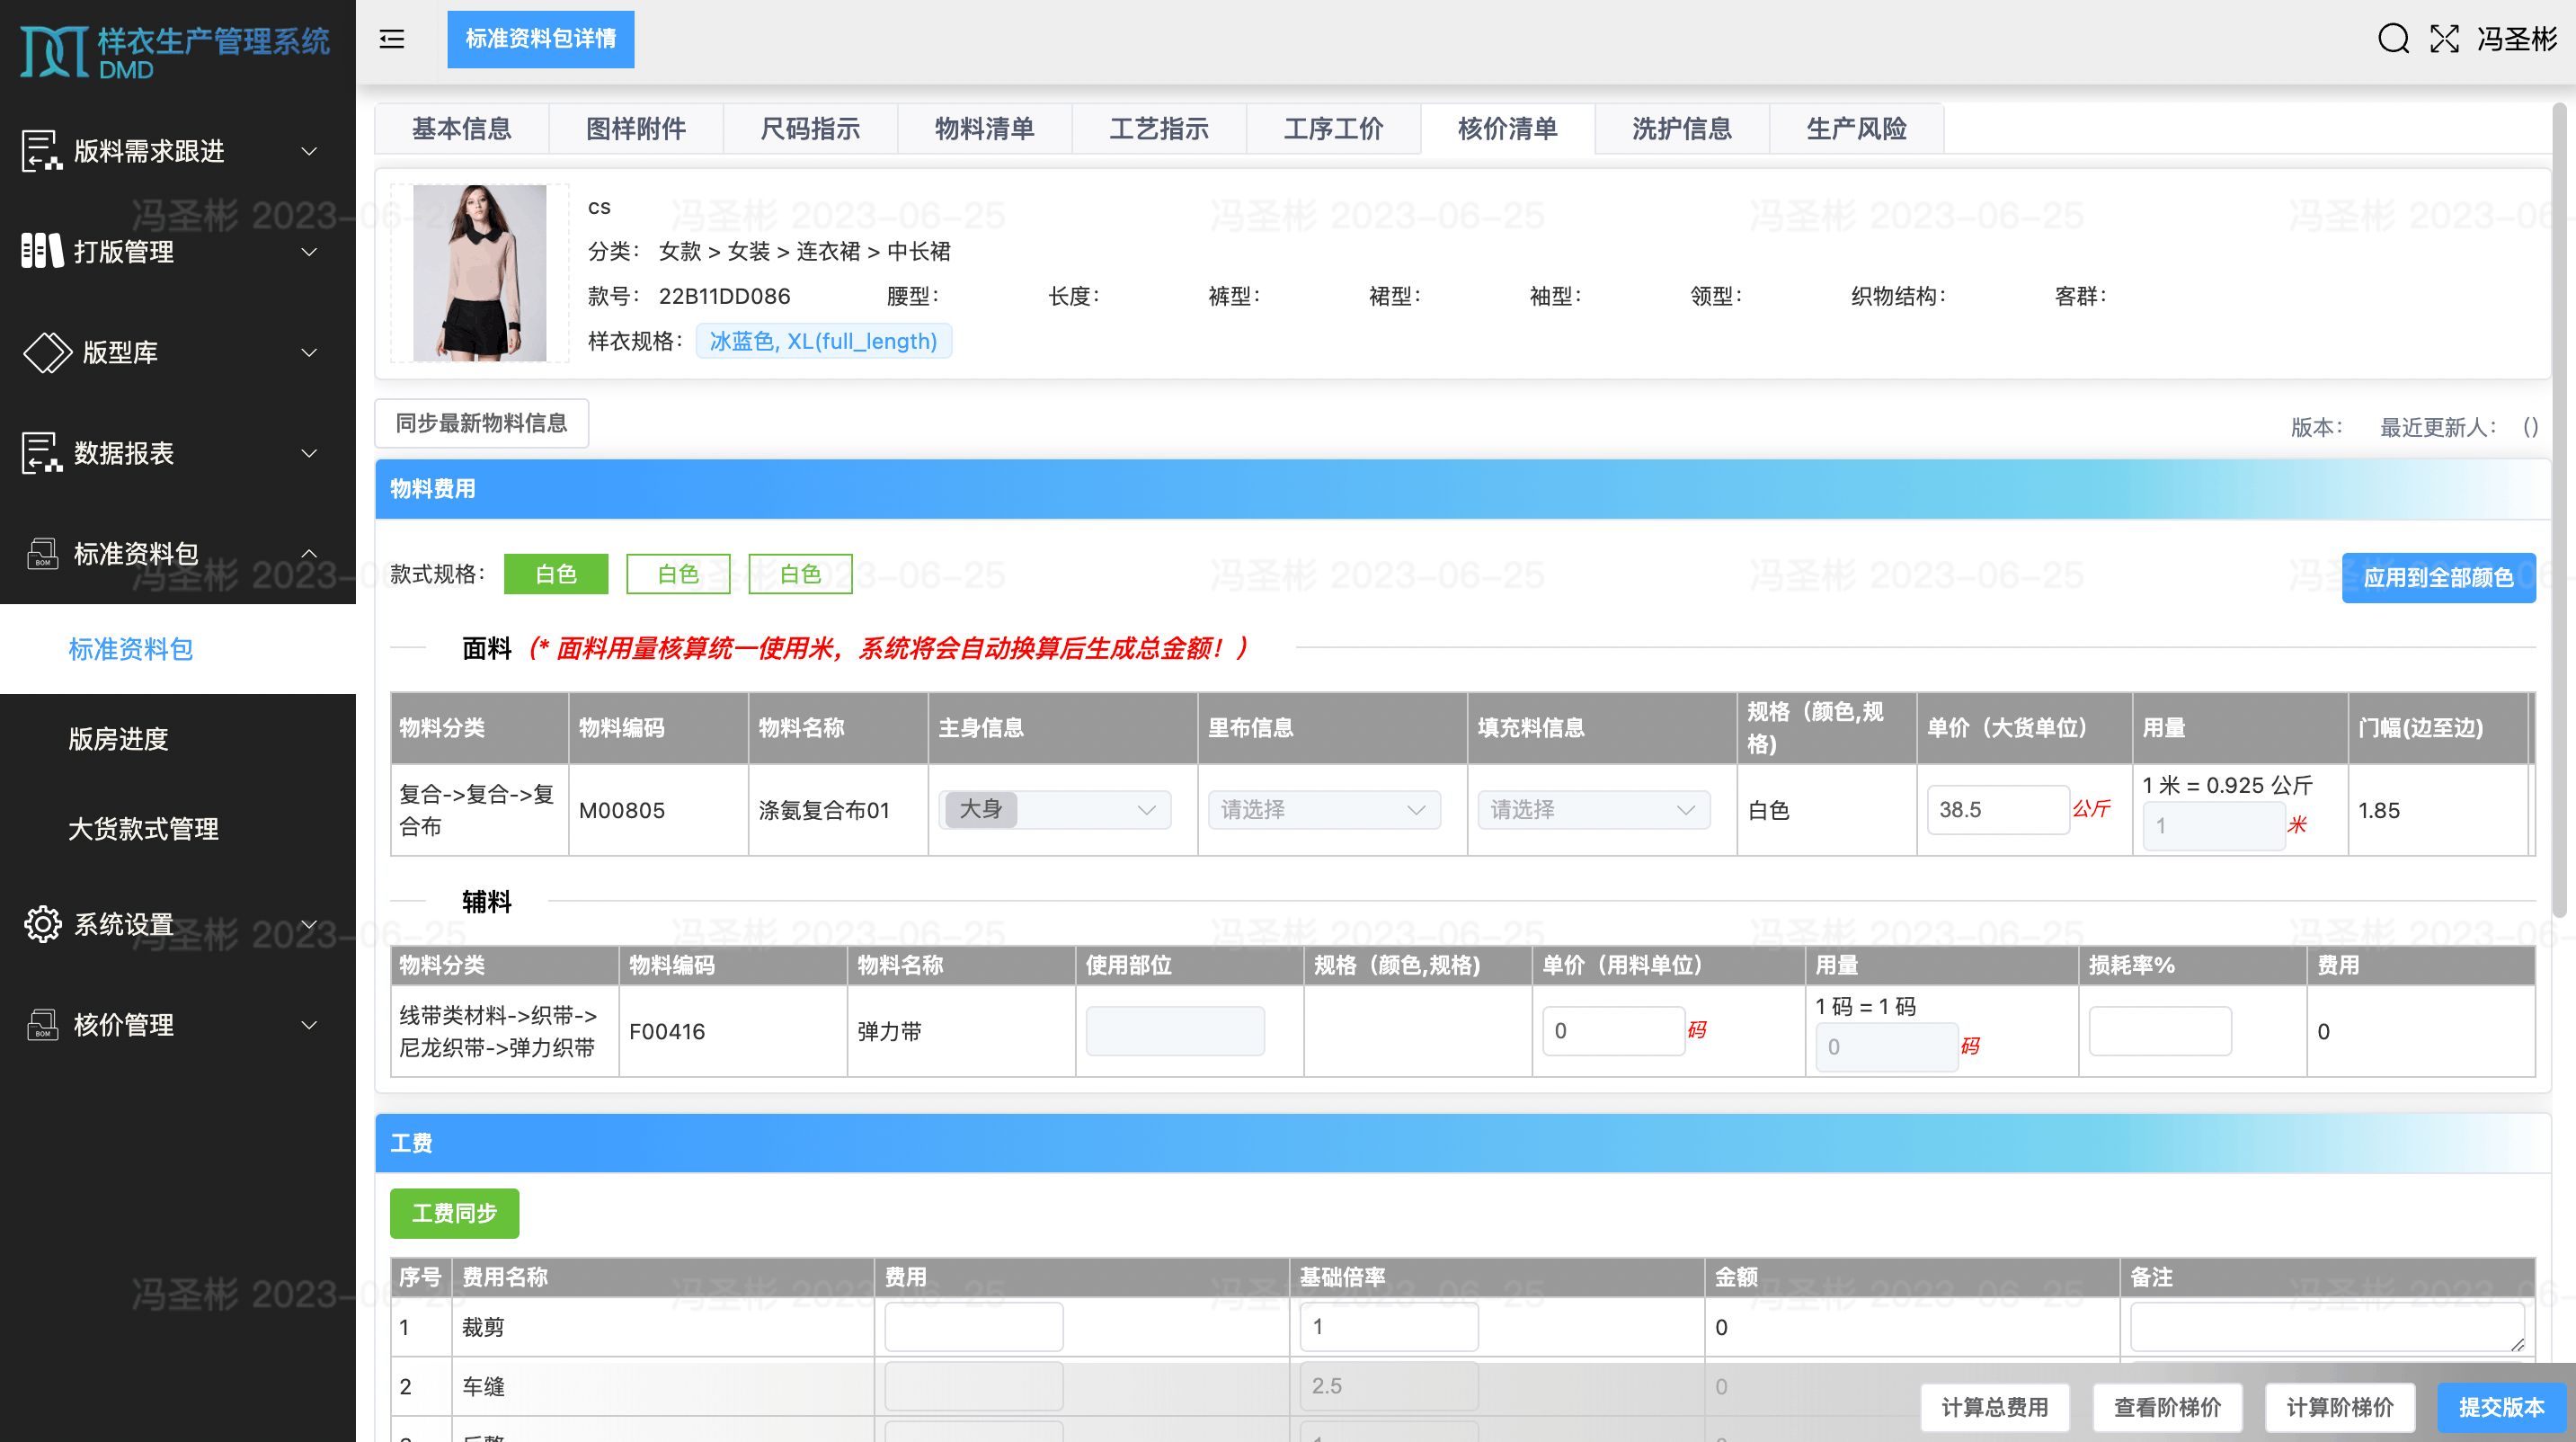 样衣生产管理系统
DMD
标准资料包详情
冯圣彬
版料需求跟进
打版管理
版型库
数据报表
标准资料包
标准资料包
版房进度
大货款式管理
系统设置
核价管理
基本信息 图样附件 尺码指示 物料清单 工艺指示 工序工价 核价清单 洗护信息 生产风险
cs
分类： 女款 > 女装 > 连衣裙 > 中长裙
款号： 22B11DD086 腰型： 长度： 裤型： 裙型： 袖型： 领型： 织物结构： 客群：
样衣规格： 冰蓝色, XL(full_length)
同步最新物料信息 版本： 最近更新人： ()
物料费用
款式规格： 白色 白色 白色 应用到全部颜色
面料 (* 面料用量核算统一使用米，系统将会自动换算后生成总金额！)
物料分类 物料编码 物料名称 主身信息 里布信息 填充料信息 规格（颜色,规格) 单价（大货单位） 用量 门幅(边至边)
复合->复合->复合布 M00805 涤氨复合布01 大身 请选择 请选择 白色 38.5 公斤 1 米 = 0.925 公斤 1 米 1.85
辅料
物料分类 物料编码 物料名称 使用部位 规格（颜色,规格) 单价（用料单位） 用量 损耗率% 费用
线带类材料->织带->尼龙织带->弹力织带 F00416 弹力带 0 码 1 码 = 1 码 0 码 0
工费
工费同步
序号 费用名称 费用 基础倍率 金额 备注
1 裁剪 1 0
2 车缝 2.5 0
计算总费用 查看阶梯价 计算阶梯价 提交版本
冯圣彬 2023-06-25